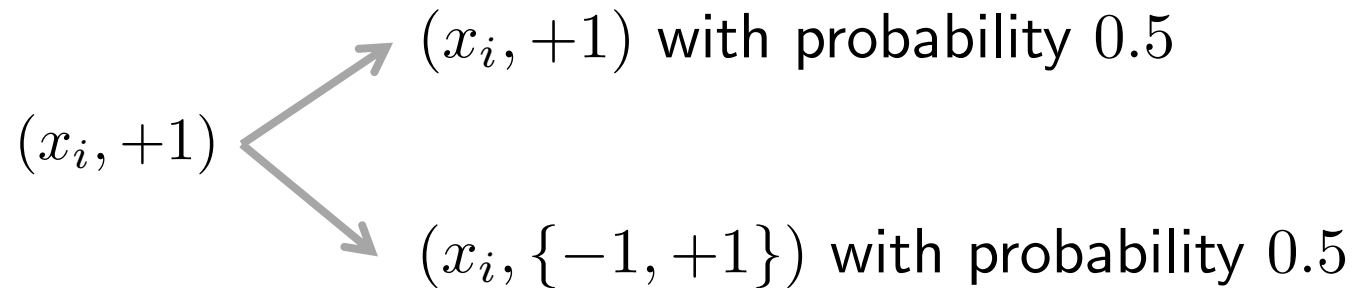 (x_i, +1) with probability 0.5
(x_i, +1)
(x_i, {−1, +1}) with probability 0.5